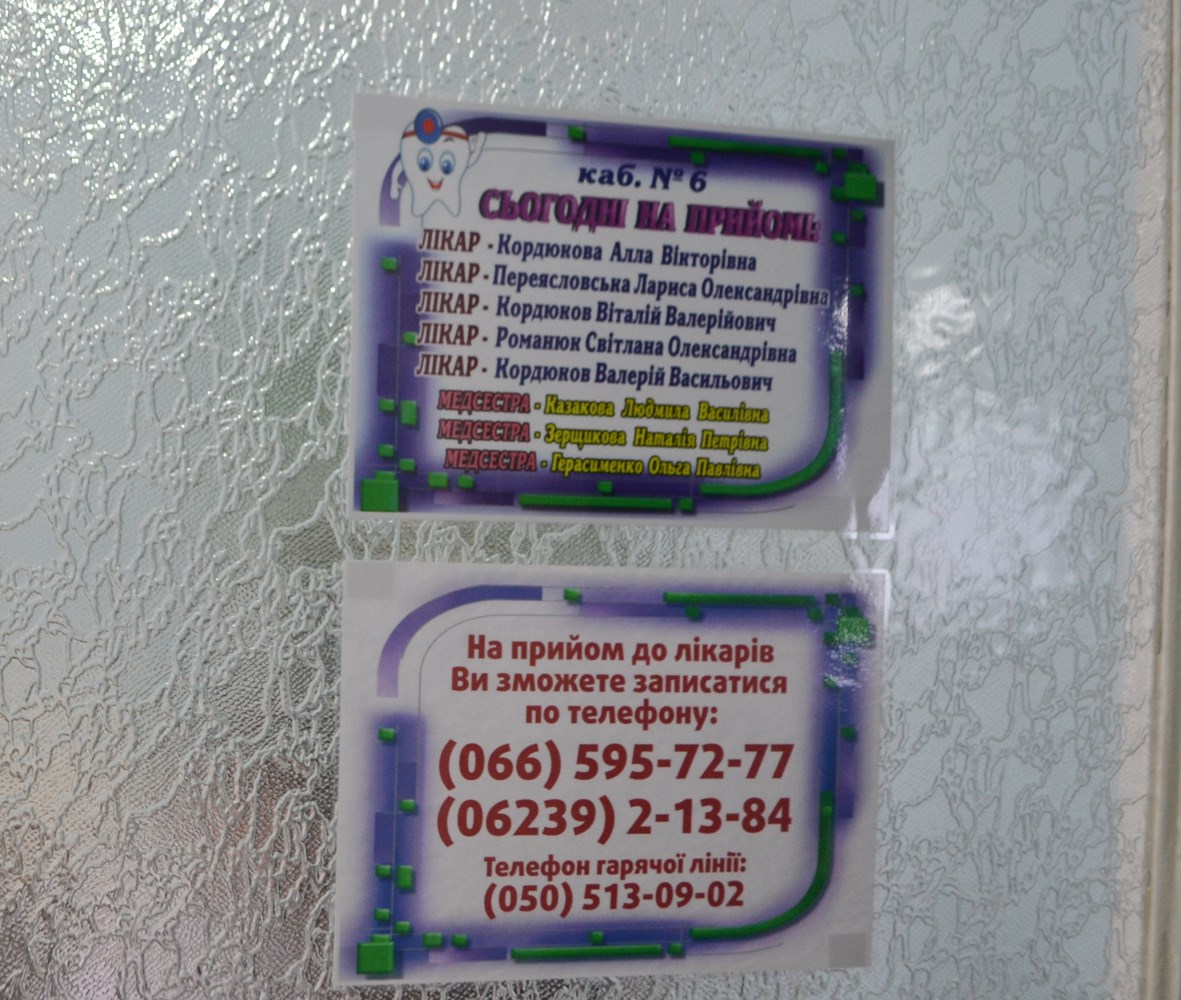 каб. № 6
СЬОГОДНІ НА ПРИЙОМІ:
ЛІКАР - Кордюкова Алла Вікторівна
ЛІКАР - Переясловська Лариса Олександрівна
ЛІКАР - Кордюков Віталій Валерійович
ЛІКАР - Романюк Світлана Олександрівна
ЛІКАР - Кордюков Валерій Васильович
МЕДСЕСТРА - Казакова Людмила Василівна
МЕДСЕСТРА - Зерщикова Наталія Петрівна
МЕДСЕСТРА - Герасименко Ольга Павлівна
На прийом до лікарів
Ви зможете записатися
по телефону:
(066) 595-72-77
(06239) 2-13-84
Телефон гарячої лінії:
(050) 513-09-02